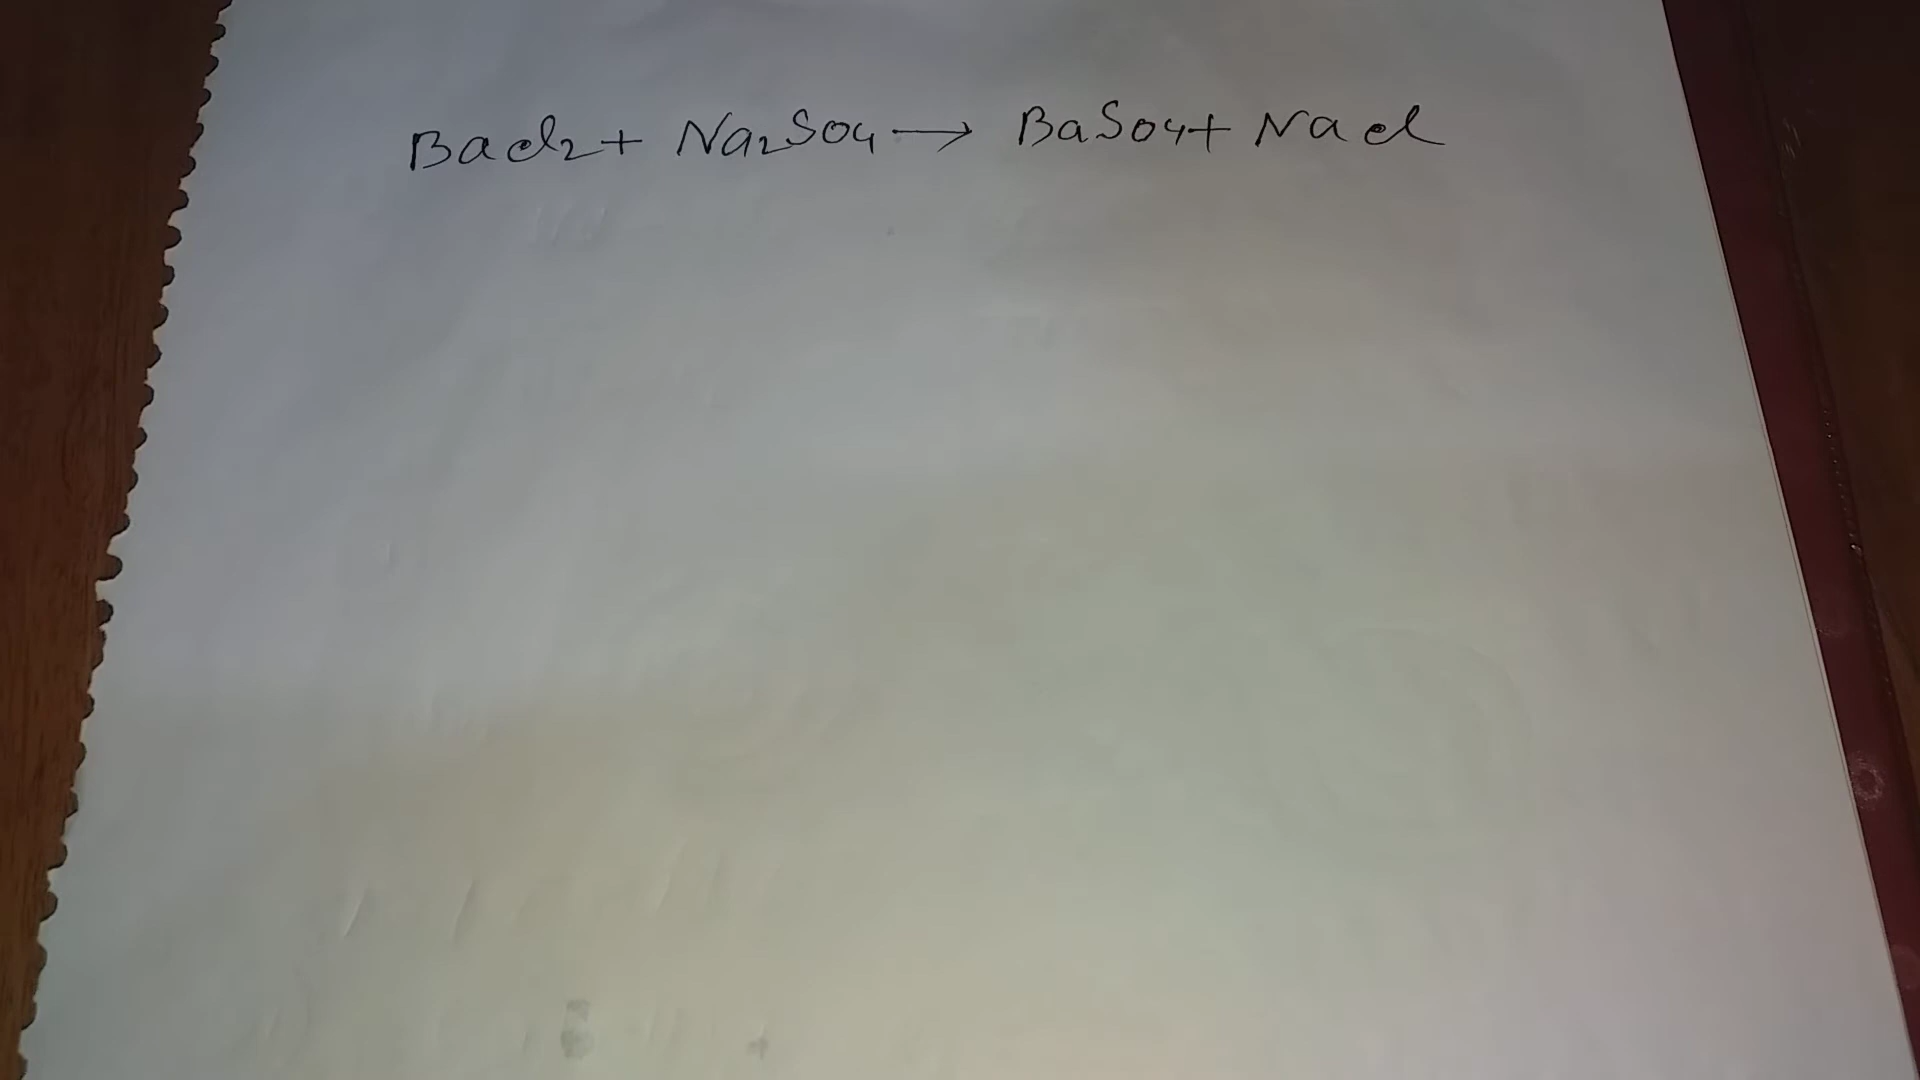 BaCl₂ + Na₂SO₄ → BaSO₄ + NaCl